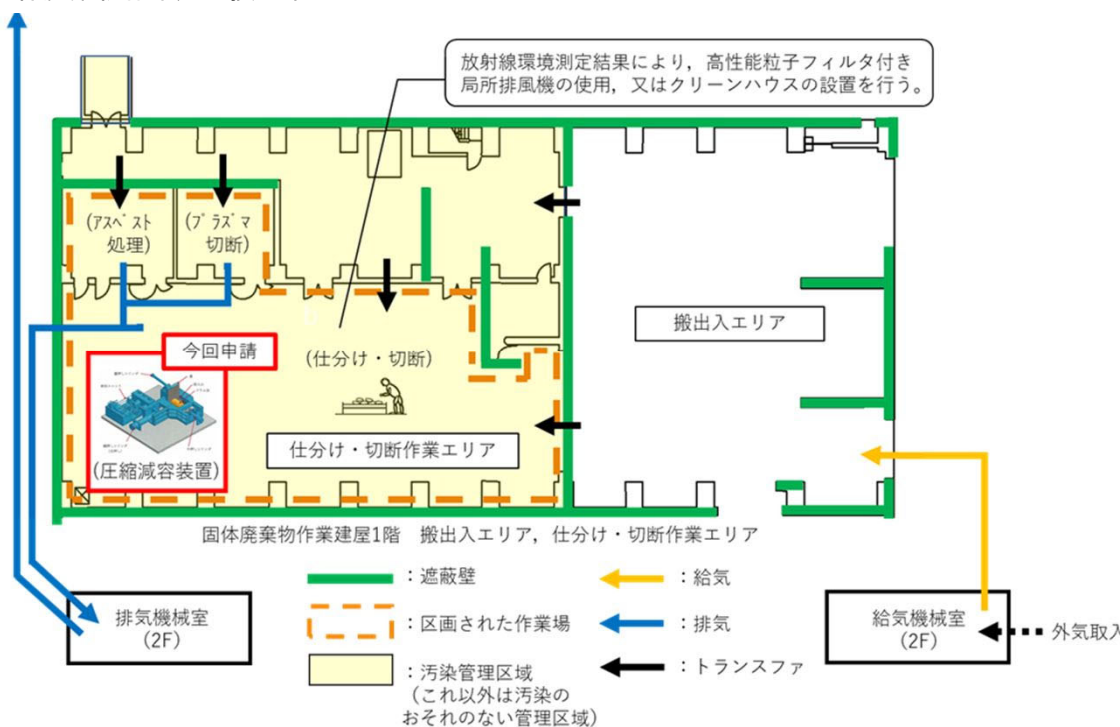 放射線環境測定結果により，高性能粒子フィルタ付き
局所排風機の使用，又はクリーンハウスの設置を行う。
(アスベスト
処理)
(プラズマ
切断)
搬出入エリア
今回申請
(仕分け・切断)
(圧縮減容装置)
仕分け・切断作業エリア
固体廃棄物作業建屋1階　搬出入エリア，仕分け・切断作業エリア
：遮蔽壁
：給気
：区画された作業場
：排気
：汚染管理区域
(これ以外は汚染の
おそれのない管理区域)
：トランスファ
排気機械室
(2F)
給気機械室
(2F)
外気取入